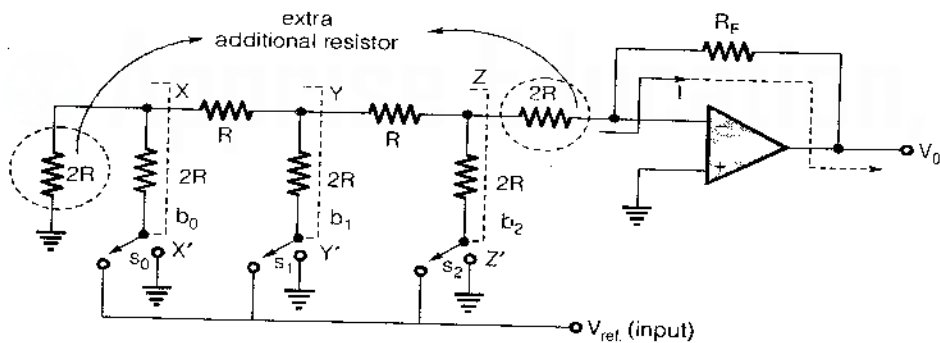 extra
additional resistor
R_F
X
Y
Z
2R
I
R
R
2R
2R
2R
2R
V_0
b_0
b_1
b_2
s_0
X'
s_1
Y'
s_2
Z'
V_ref. (input)